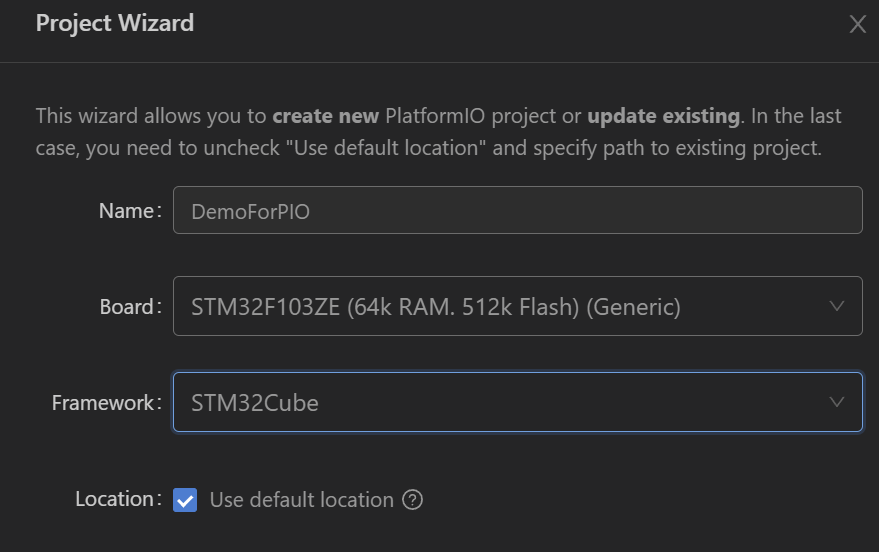 Project Wizard
This wizard allows you to create new PlatformIO project or update existing. In the last
case, you need to uncheck "Use default location" and specify path to existing project.
Name: DemoForPIO
Board: STM32F103ZE (64k RAM. 512k Flash) (Generic)
Framework: STM32Cube
Location: Use default location